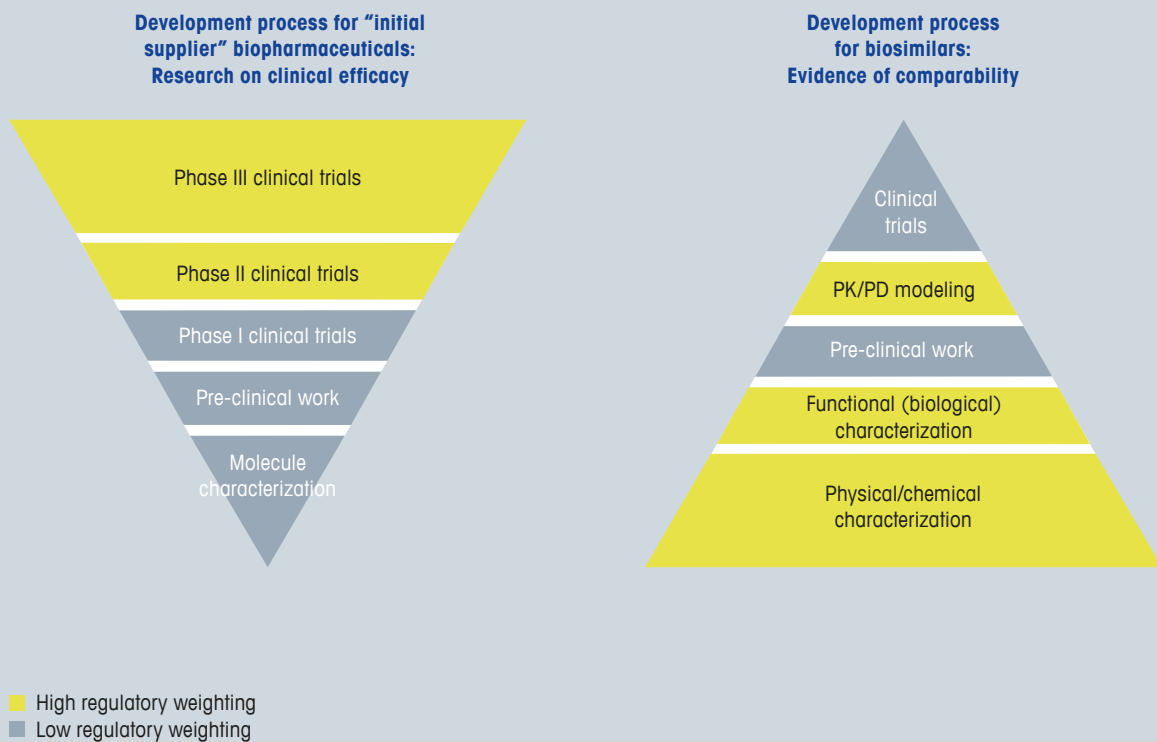 Development process for “initial
supplier” biopharmaceuticals:
Research on clinical efficacy
Phase III clinical trials
Phase II clinical trials
Phase I clinical trials
Pre-clinical work
Molecule
characterization
Development process
for biosimilars:
Evidence of comparability
Clinical
trials
PK/PD modeling
Pre-clinical work
Functional (biological)
characterization
Physical/chemical
characterization
High regulatory weighting
Low regulatory weighting